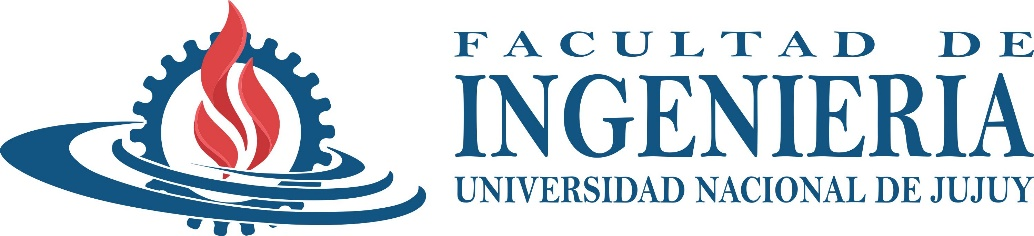 FACULTAD DE
INGENIERIA
UNIVERSIDAD NACIONAL DE JUJUY